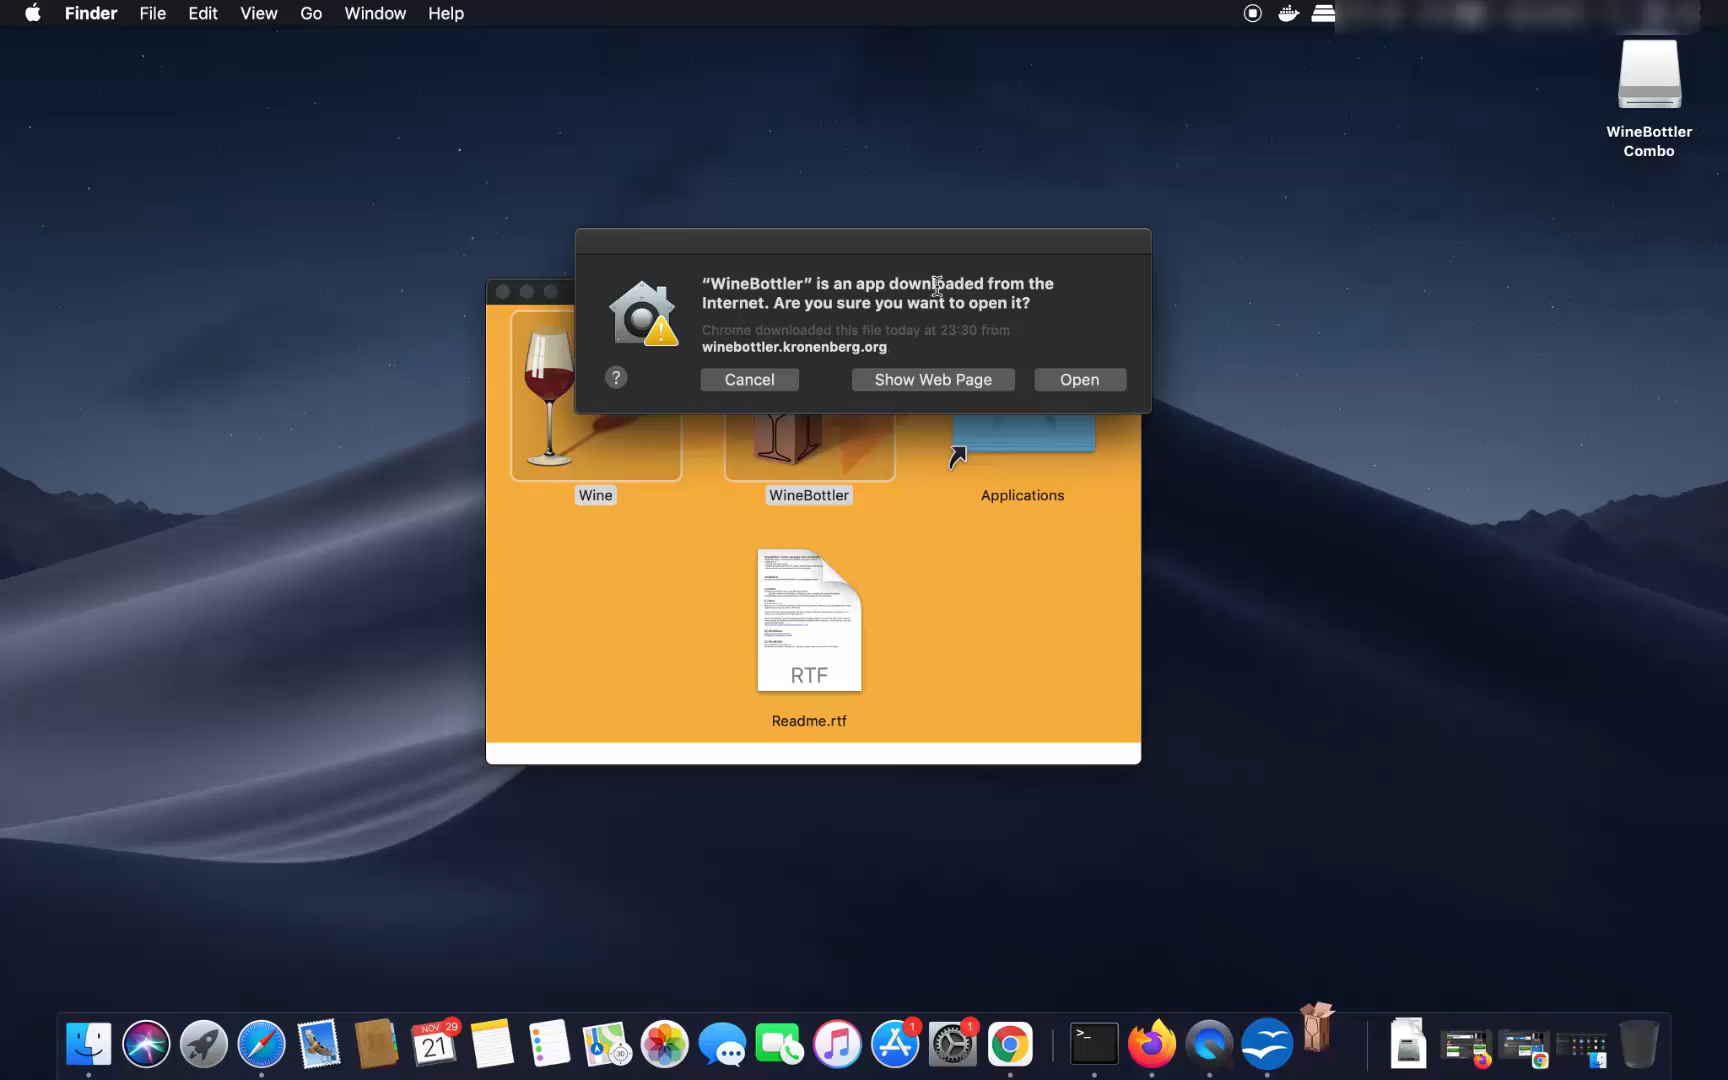 Finder File Edit View Go Window Help
WineBottler
Combo
“WineBottler” is an app downloaded from the
Internet. Are you sure you want to open it?
Chrome downloaded this file today at 23:30 from
winebottler.kronenberg.org
? Cancel Show Web Page Open
Wine WineBottler Applications
RTF
Readme.rtf
NOV 29
21
3D
1
1
>_